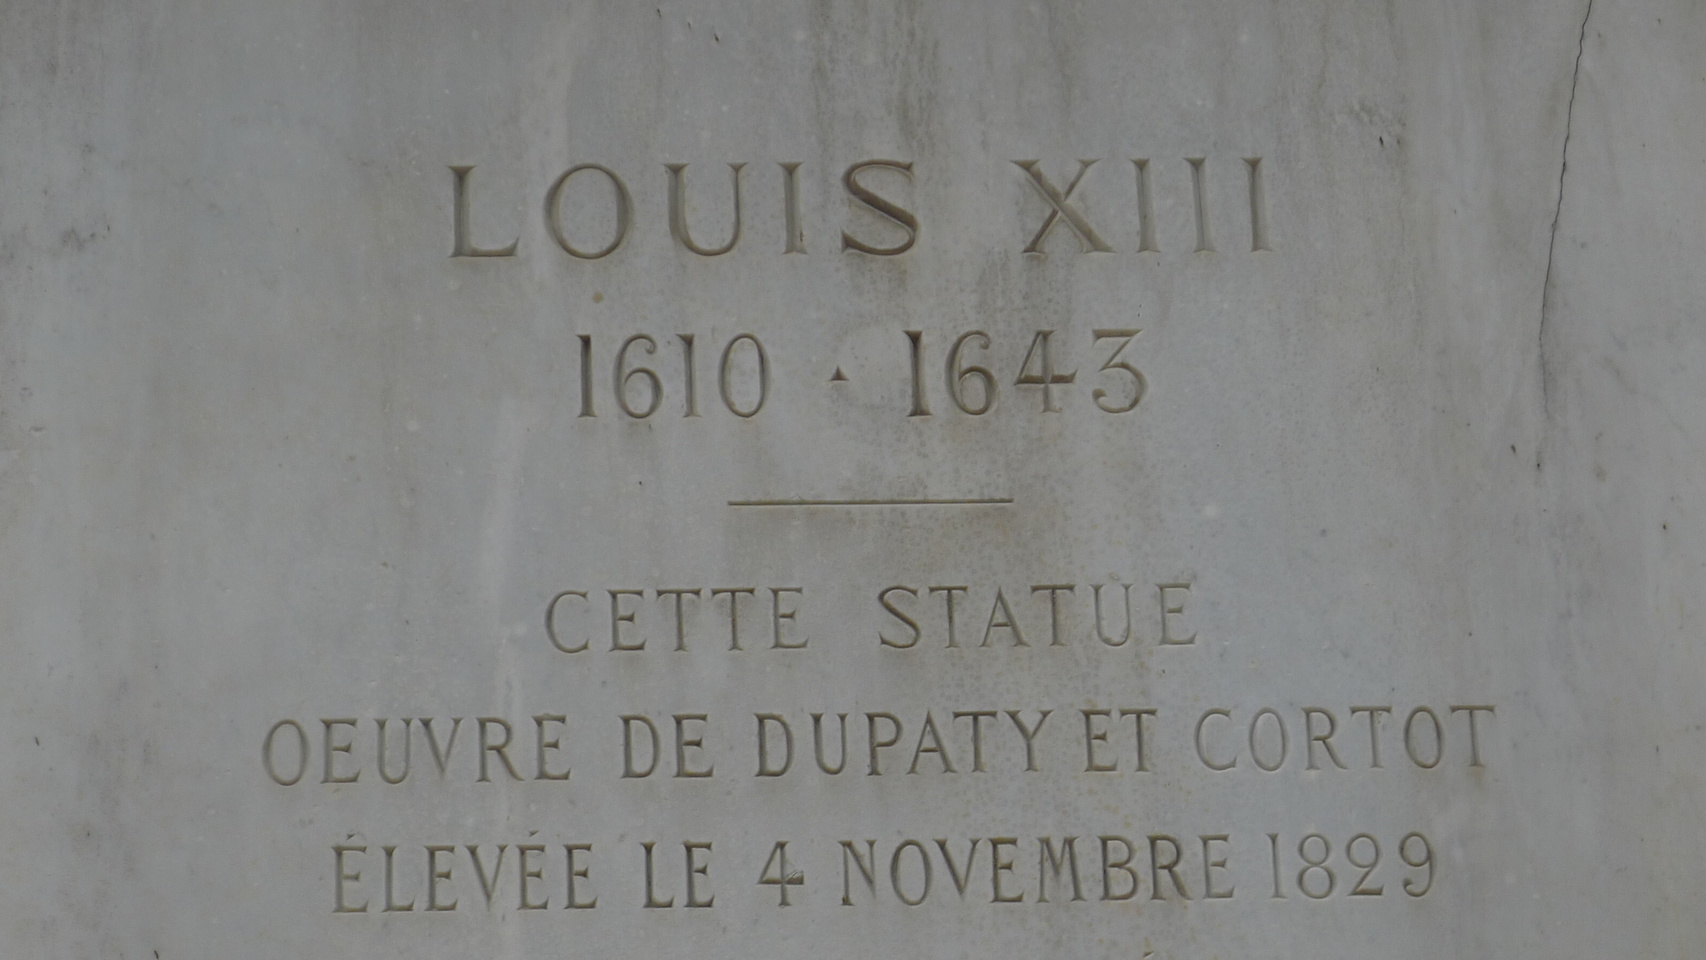 LOUIS XIII
1610 · 1643
CETTE STATUE
OEUVRE DE DUPATY ET CORTOT
ÉLEVÉE LE 4 NOVEMBRE 1829